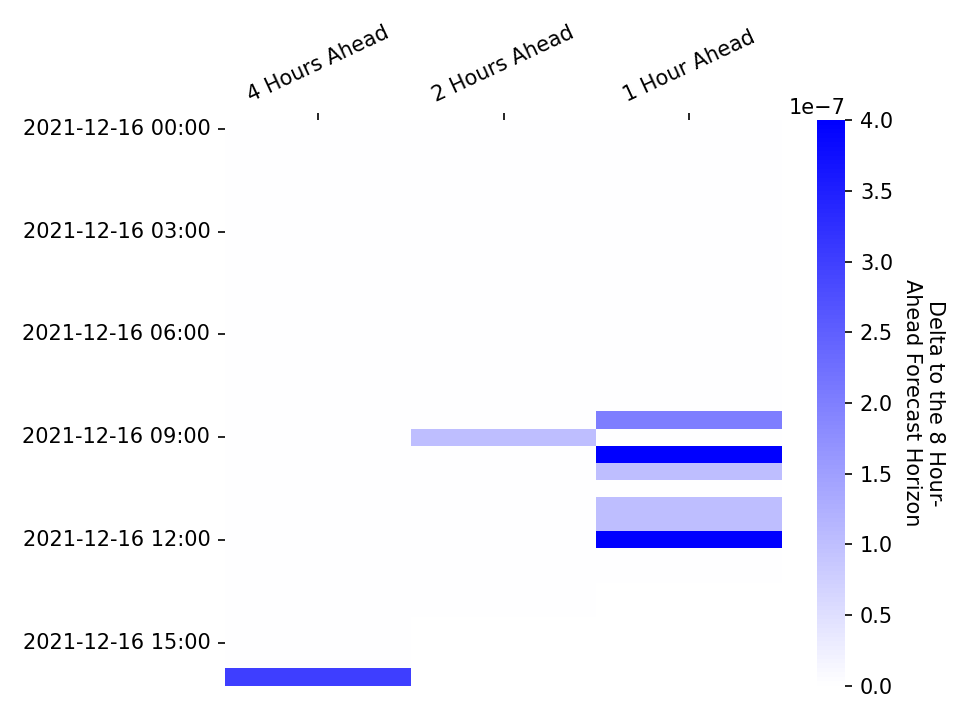 4 Hours Ahead
2 Hours Ahead
1 Hour Ahead
1e−7
2021-12-16 00:00
2021-12-16 03:00
2021-12-16 06:00
2021-12-16 09:00
2021-12-16 12:00
2021-12-16 15:00
4.0
3.5
3.0
2.5
2.0
1.5
1.0
0.5
0.0
Delta to the 8 Hour-
Ahead Forecast Horizon